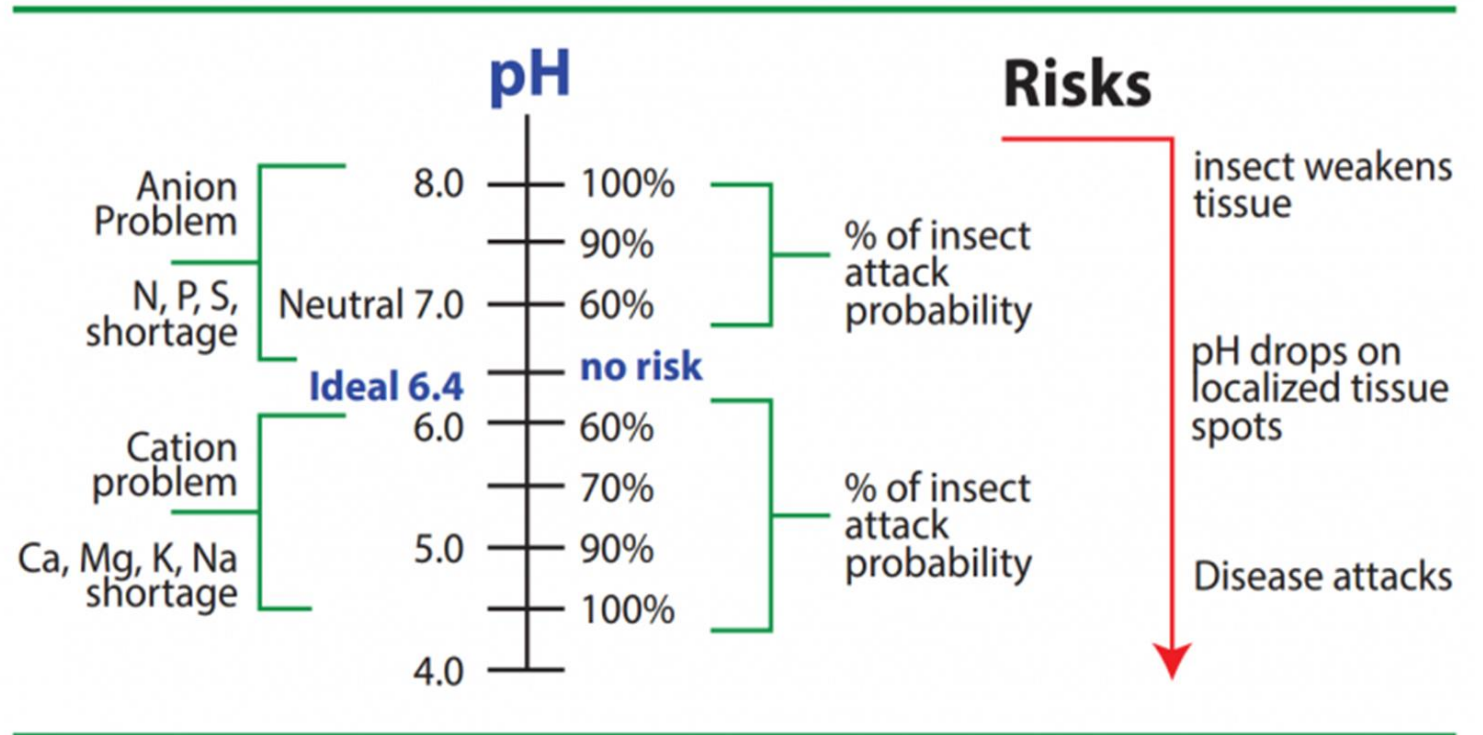 pH
Risks
Anion
Problem
N, P, S,
shortage
8.0
100%
90%
Neutral 7.0
60%
% of insect
attack
probability
Ideal 6.4
no risk
Cation
problem
Ca, Mg, K, Na
shortage
6.0
60%
70%
5.0
90%
100%
4.0
% of insect
attack
probability
insect weakens
tissue
pH drops on
localized tissue
spots
Disease attacks